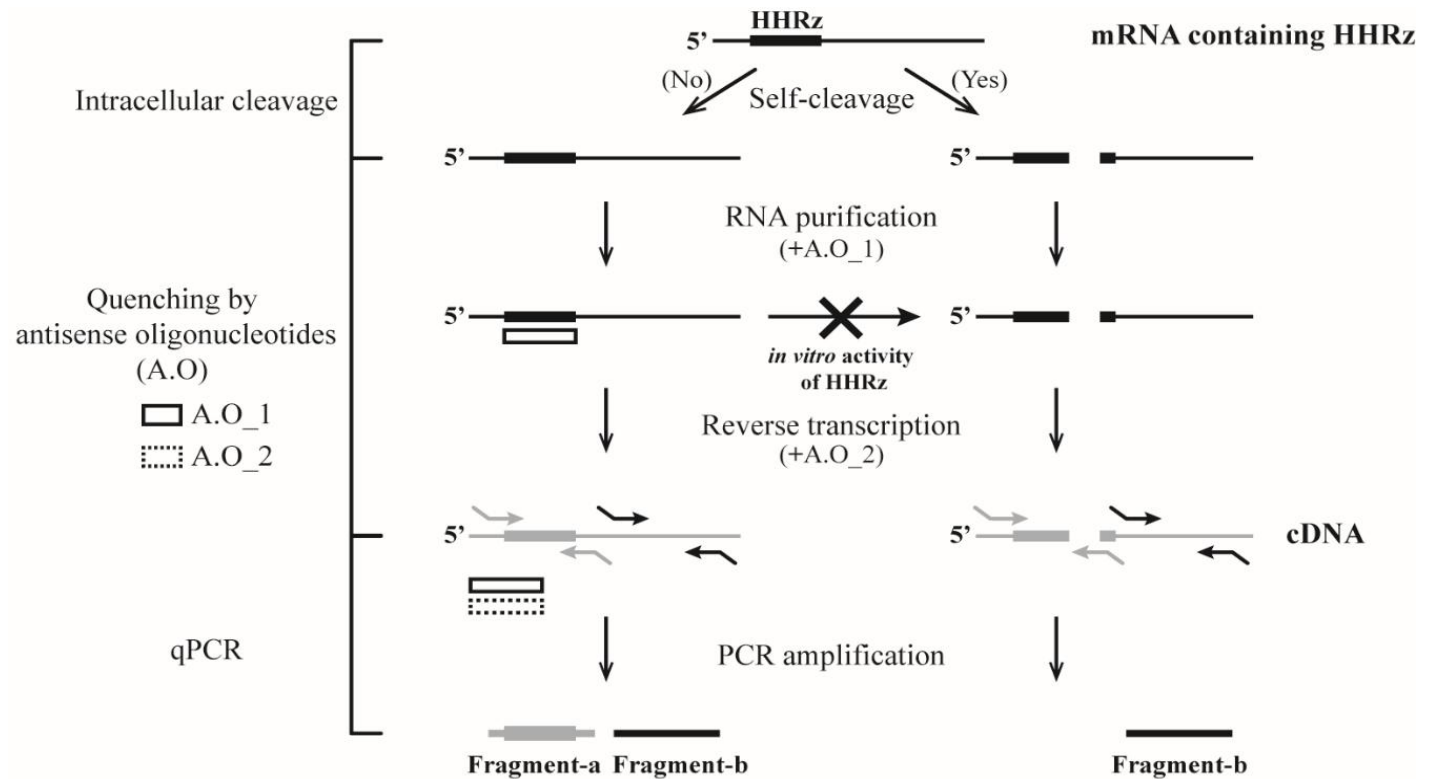 HHRz
5’
mRNA containing HHRz
(No)
(Yes)
Self-cleavage
Intracellular cleavage
5’
5’
RNA purification
(+A.O_1)
Quenching by
antisense oligonucleotides
(A.O)
A.O_1
A.O_2
5’
5’
in vitro activity
of HHRz
Reverse transcription
(+A.O_2)
5’
5’
cDNA
qPCR
PCR amplification
Fragment-a
Fragment-b
Fragment-b